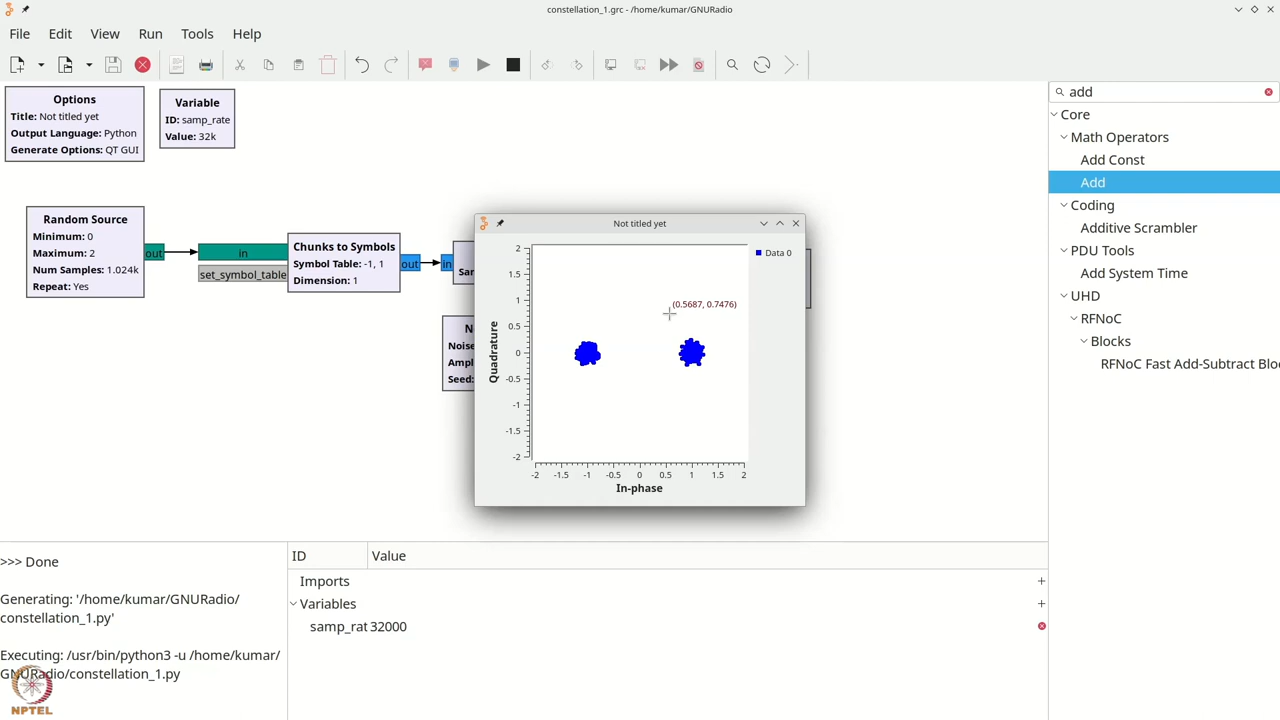 constellation_1.grc - /home/kumar/GNURadio
File Edit View Run Tools Help
Options
Title: Not titled yet
Output Language: Python
Generate Options: QT GUI
Variable
ID: samp_rate
Value: 32k
Random Source
Minimum: 0
Maximum: 2
Num Samples: 1.024k
Repeat: Yes
out
in
set_symbol_table
Chunks to Symbols
Symbol Table: -1, 1
Dimension: 1
out
in
Sam
N
Noise
Ampl
Seed:
Not titled yet
Data 0
(0.5687, 0.7476)
Quadrature
2
1.5
1
0.5
0
-0.5
-1
-1.5
-2
-2 -1.5 -1 -0.5 0 0.5 1 1.5 2
In-phase
add
Core
Math Operators
Add Const
Add
Coding
Additive Scrambler
PDU Tools
Add System Time
UHD
RFNoC
Blocks
RFNoC Fast Add-Subtract Blo
>>> Done
Generating: '/home/kumar/GNURadio/
constellation_1.py'
Executing: /usr/bin/python3 -u /home/kumar/
GNURadio/constellation_1.py
NPTEL
ID Value
Imports
Variables
samp_rat 32000